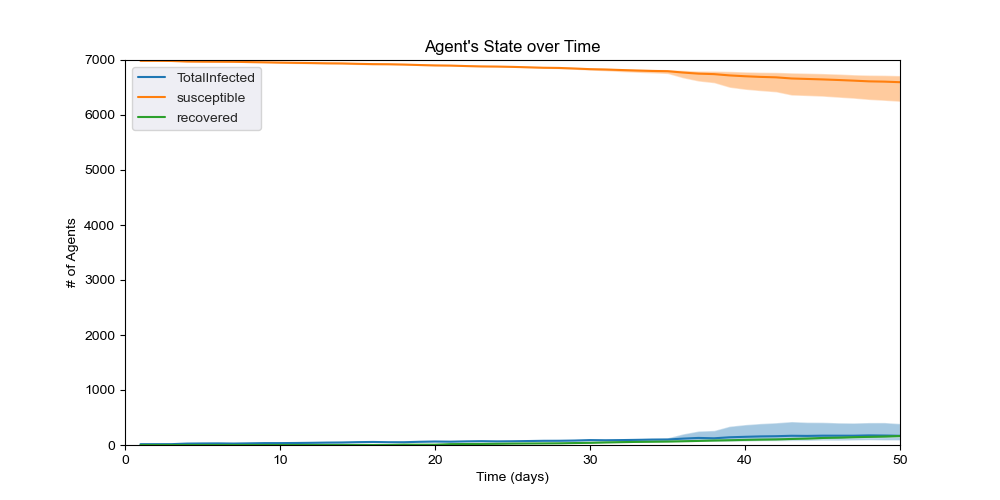 Agent's State over Time
7000
6000
5000
4000
3000
2000
1000
0
# of Agents
TotalInfected
susceptible
recovered
0 10 20 30 40 50
Time (days)